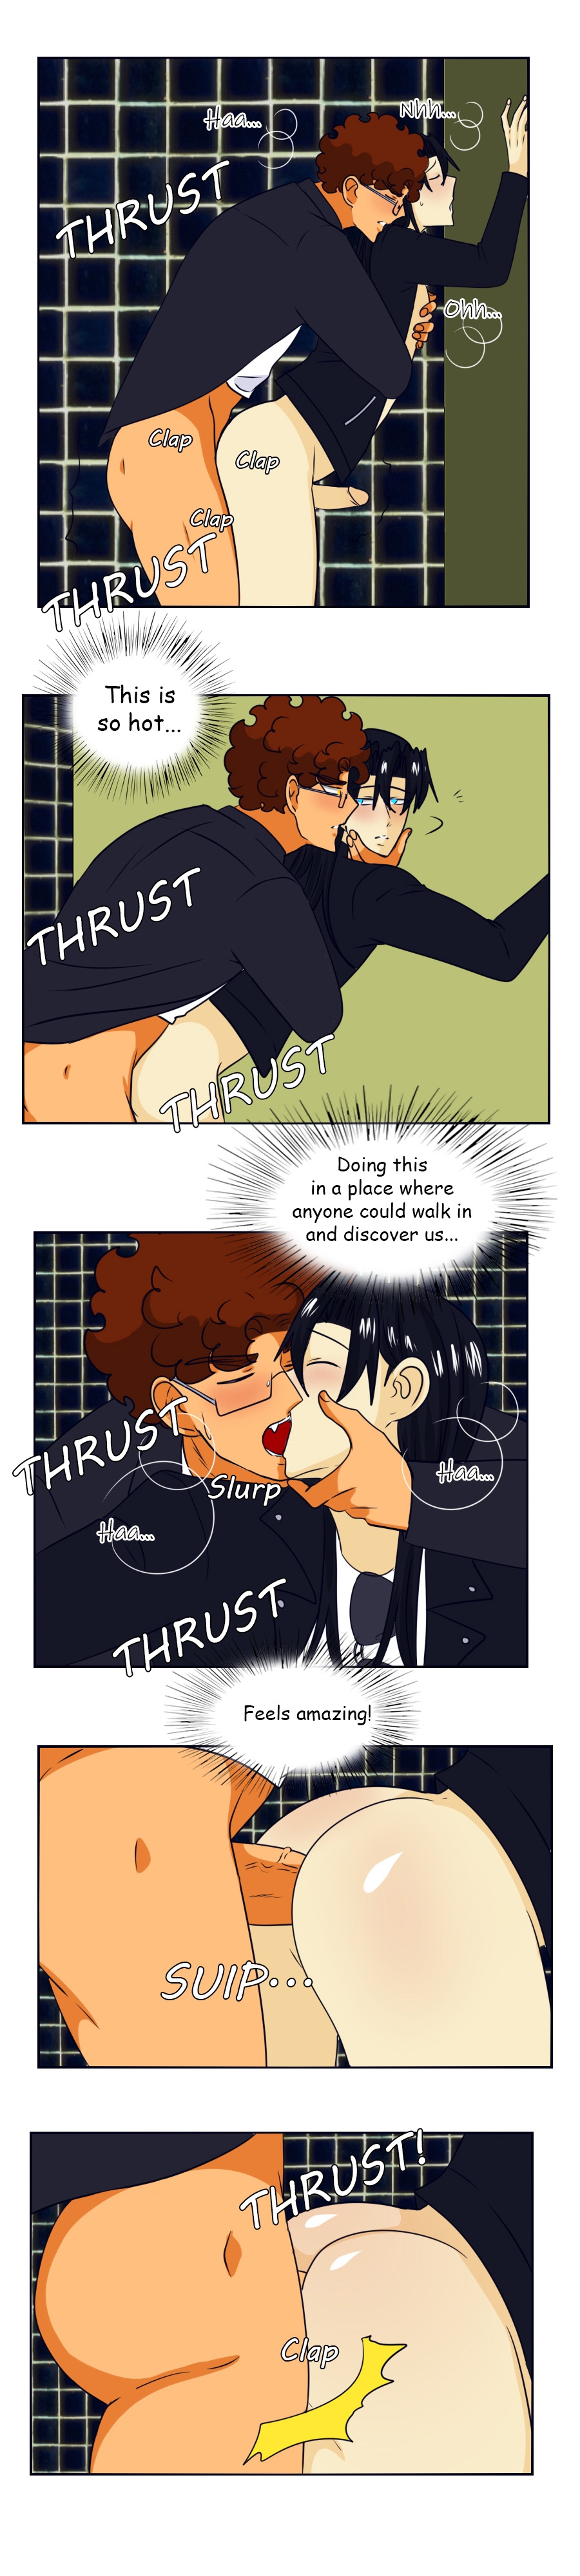 Haa...
Nhh...
THRUST
Ohh...
Clap
Clap
Clap
THRUST
This is
so hot...
THRUST
THRUST
Doing this
in a place where
anyone could walk in
and discover us...
THRUST
Slurp
Haa...
Haa...
THRUST
Feels amazing!
SUIP...
THRUST!
Clap